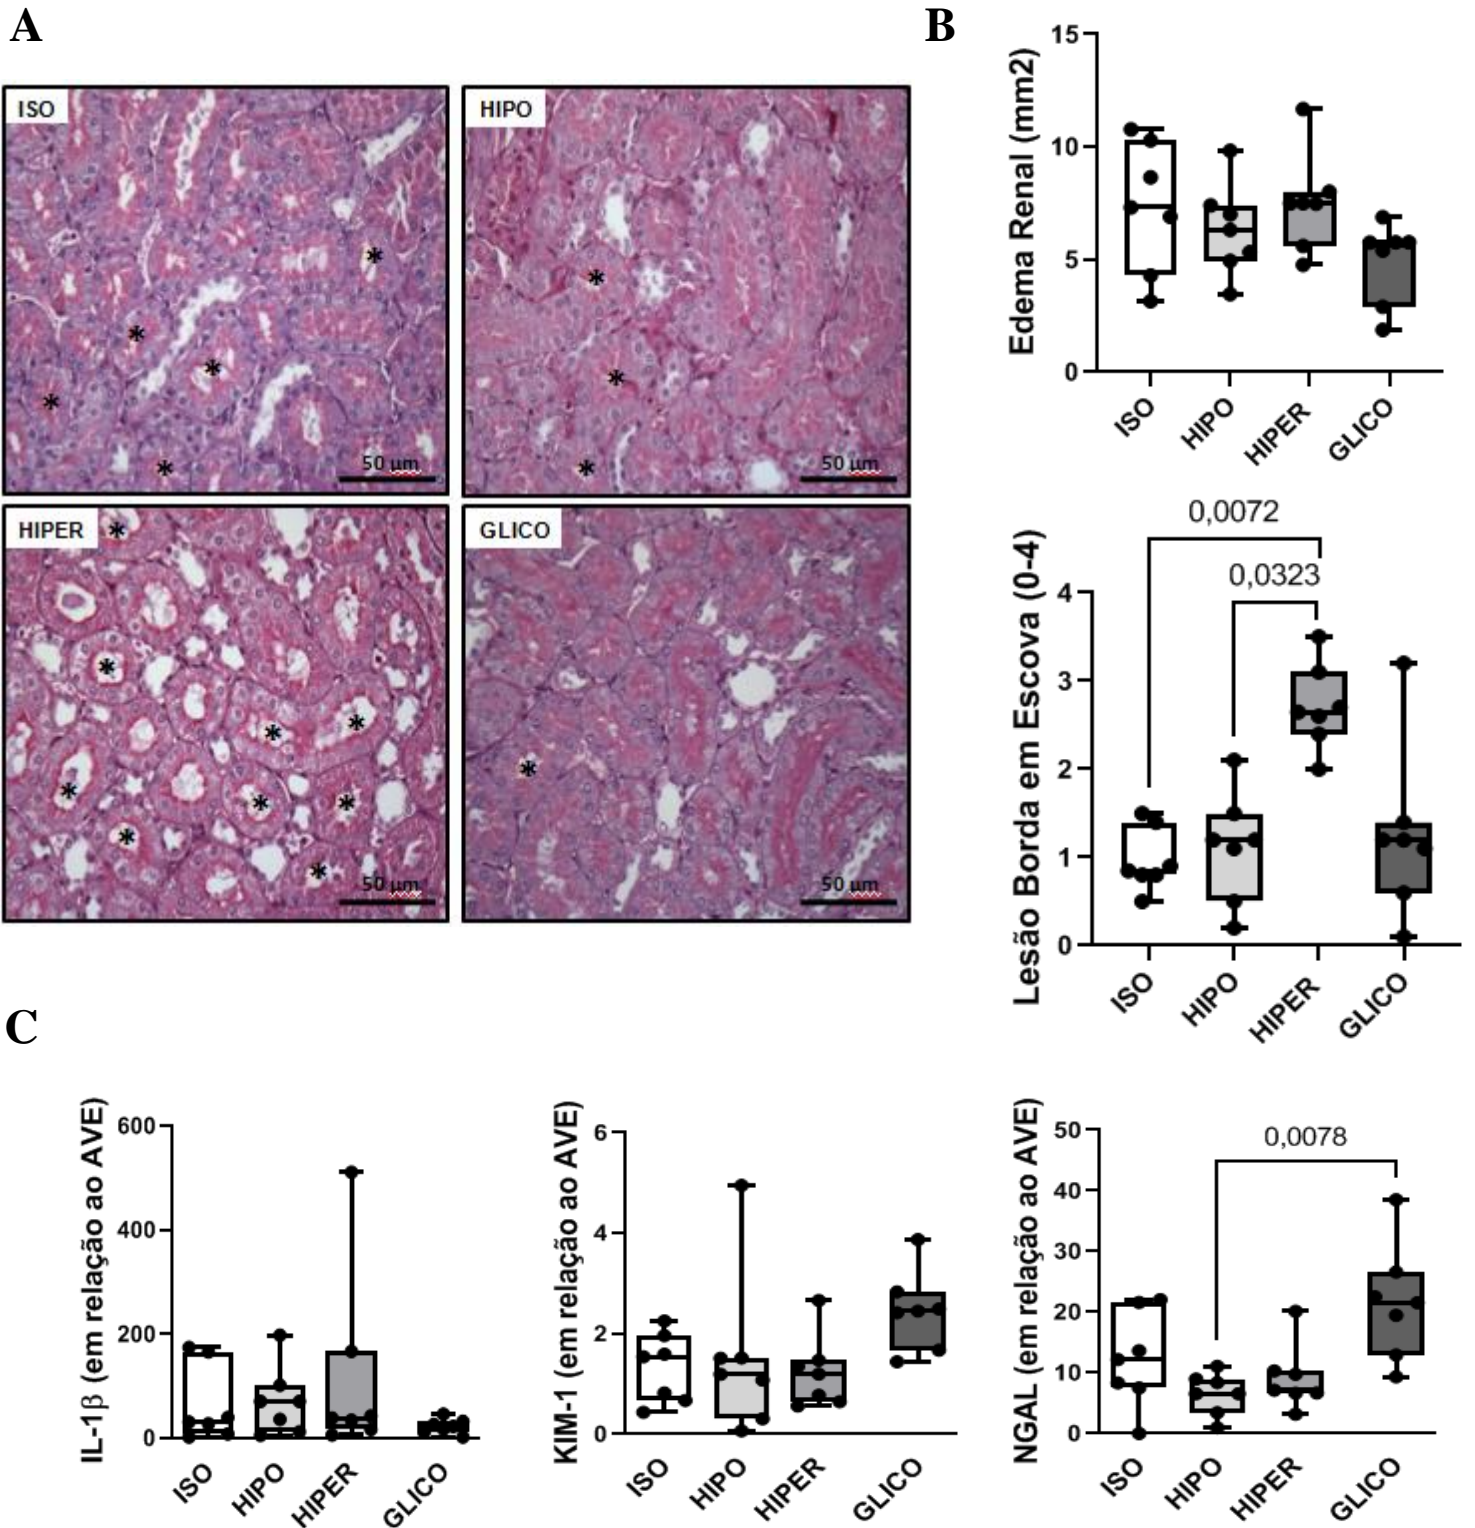 A
ISO
*
*
*
*
*
50 µm
HIPO
*
*
*
50 µm
HIPER
*
*
*
*
*
*
*
*
*
50 µm
GLICO
*
50 µm
B
Edema Renal (mm2)
15
10
5
0
ISO
HIPO
HIPER
GLICO
Lesão Borda em Escova (0-4)
0,0072
0,0323
4
3
2
1
0
ISO
HIPO
HIPER
GLICO
C
IL-1β (em relação ao AVE)
600
400
200
0
ISO
HIPO
HIPER
GLICO
KIM-1 (em relação ao AVE)
6
4
2
0
ISO
HIPO
HIPER
GLICO
NGAL (em relação ao AVE)
0,0078
50
40
30
20
10
0
ISO
HIPO
HIPER
GLICO